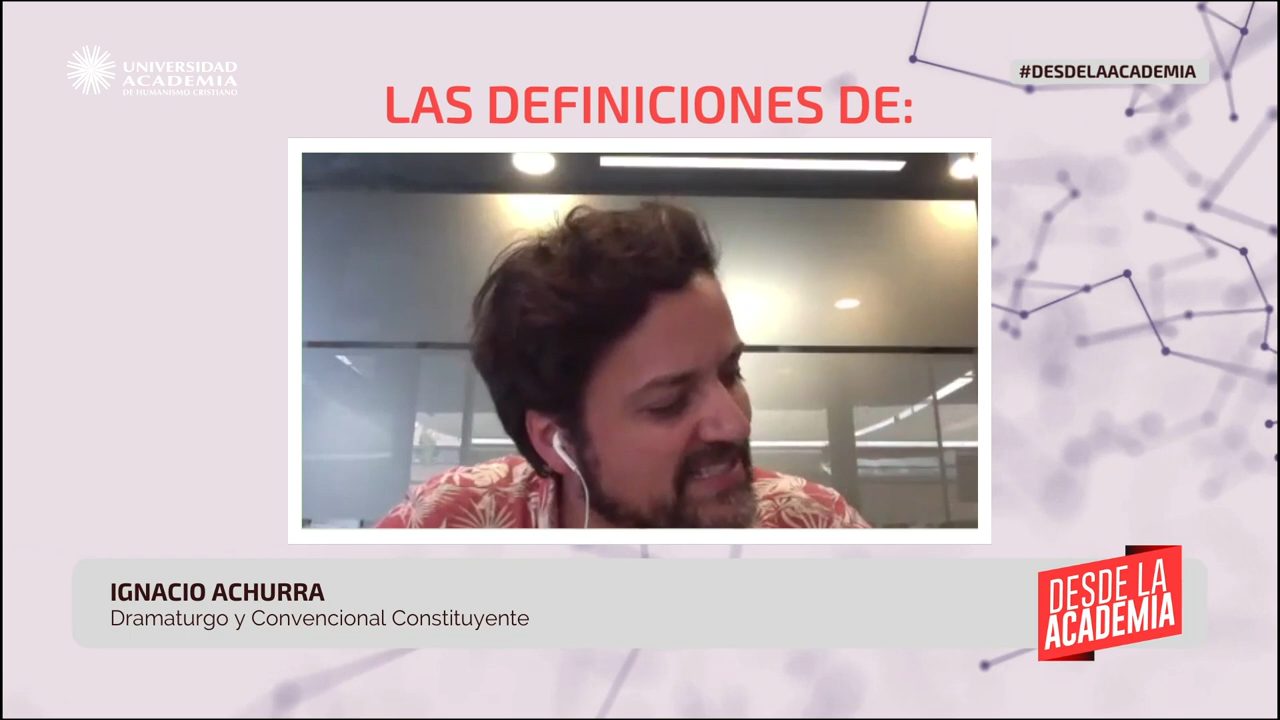 UNIVERSIDAD
ACADEMIA
DE HUMANISMO CRISTIANO
#DESDELAACADEMIA
LAS DEFINICIONES DE:
IGNACIO ACHURRA
Dramaturgo y Convencional Constituyente
DESDE LA
ACADEMIA